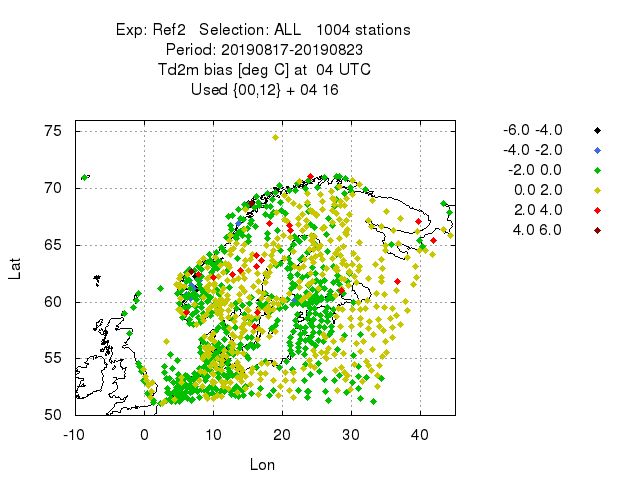 Exp: Ref2 Selection: ALL 1004 stations
Period: 20190817-20190823
Td2m bias [deg C] at 04 UTC
Used {00,12} + 04 16
-6.0 -4.0
-4.0 -2.0
-2.0 0.0
0.0 2.0
2.0 4.0
4.0 6.0
75
70
65
60
55
50
Lat
-10 0 10 20 30 40
Lon